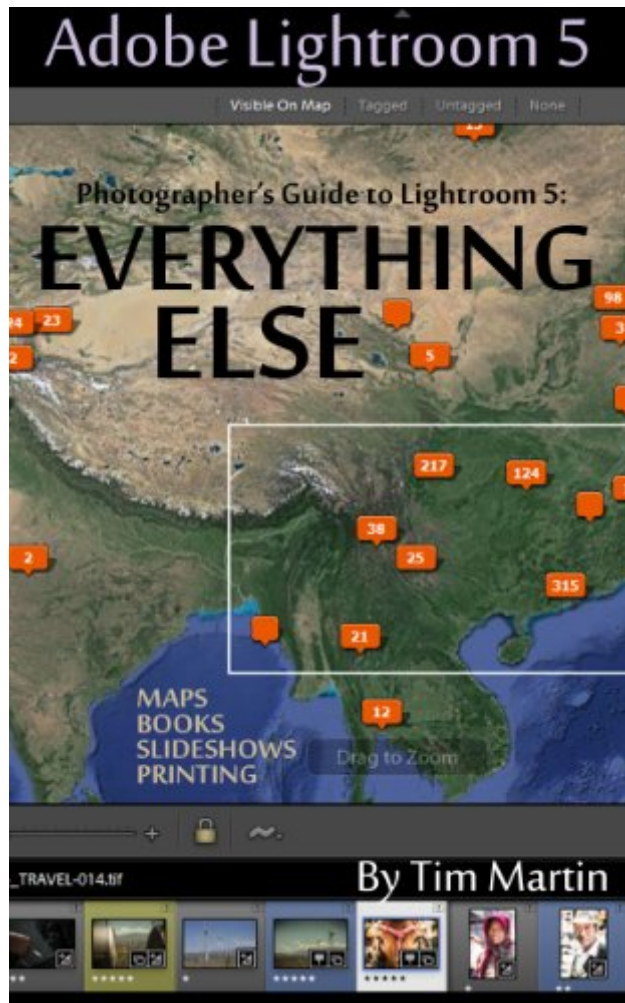 Adobe Lightroom 5
Visible On Map Tagged Untagged None
Photographer's Guide to Lightroom 5:
EVERYTHING
ELSE
98
23
5
217
124
38
2
25
315
21
MAPS
BOOKS
SLIDESHOWS
PRINTING
12
Drag to Zoom
_TRAVEL-014.tif
By Tim Martin